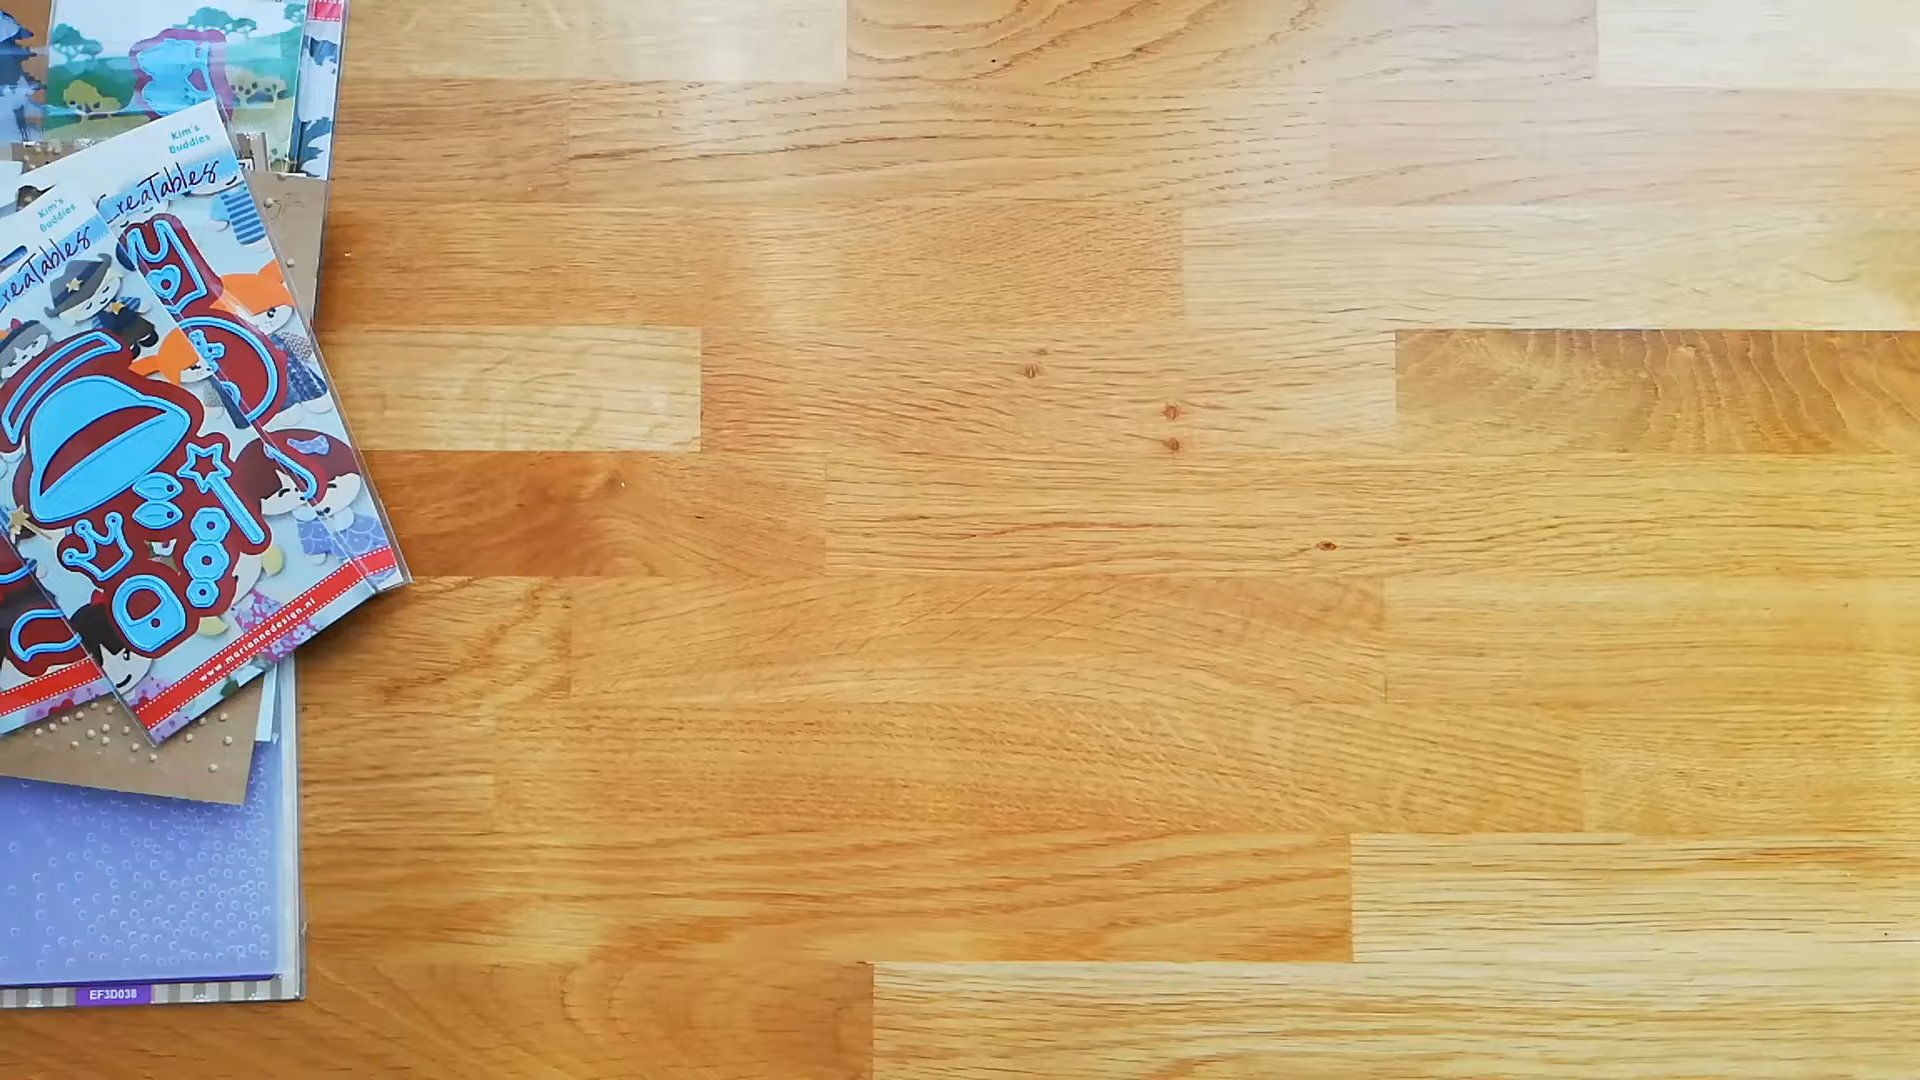 Kim's
Buddies
CreaTables
Kim's
Buddies
CreaTables
www.mariannedesign.nl
EF3D038